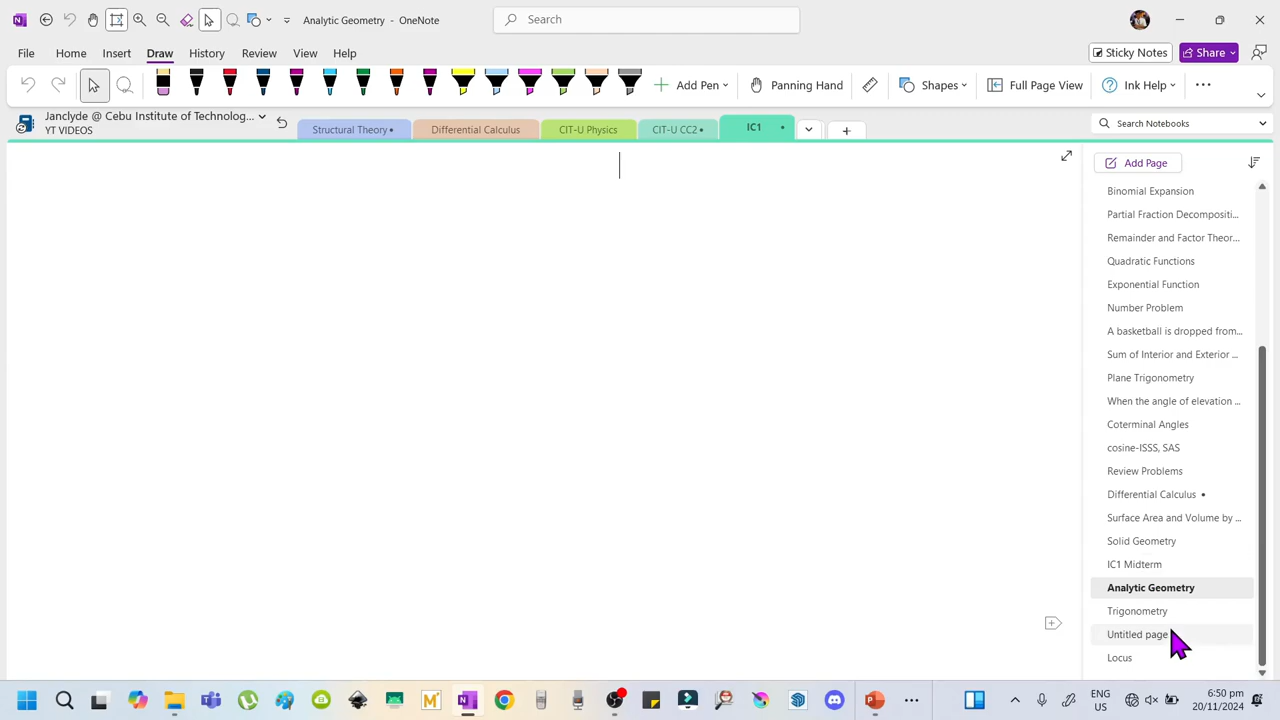 Analytic Geometry - OneNote
Search
File Home Insert Draw History Review View Help
Sticky Notes
Share
Add Pen
Panning Hand
Shapes
Full Page View
Ink Help
Janclyde @ Cebu Institute of Technolog...
YT VIDEOS
Structural Theory
Differential Calculus
CIT-U Physics
CIT-U CC2
IC1
Search Notebooks
Add Page
Binomial Expansion
Partial Fraction Decompositi...
Remainder and Factor Theor...
Quadratic Functions
Exponential Function
Number Problem
A basketball is dropped from...
Sum of Interior and Exterior ...
Plane Trigonometry
When the angle of elevation ...
Coterminal Angles
cosine-ISSS, SAS
Review Problems
Differential Calculus
Surface Area and Volume by ...
Solid Geometry
IC1 Midterm
Analytic Geometry
Trigonometry
Untitled page
Locus
ENG
US
6:50 pm
20/11/2024